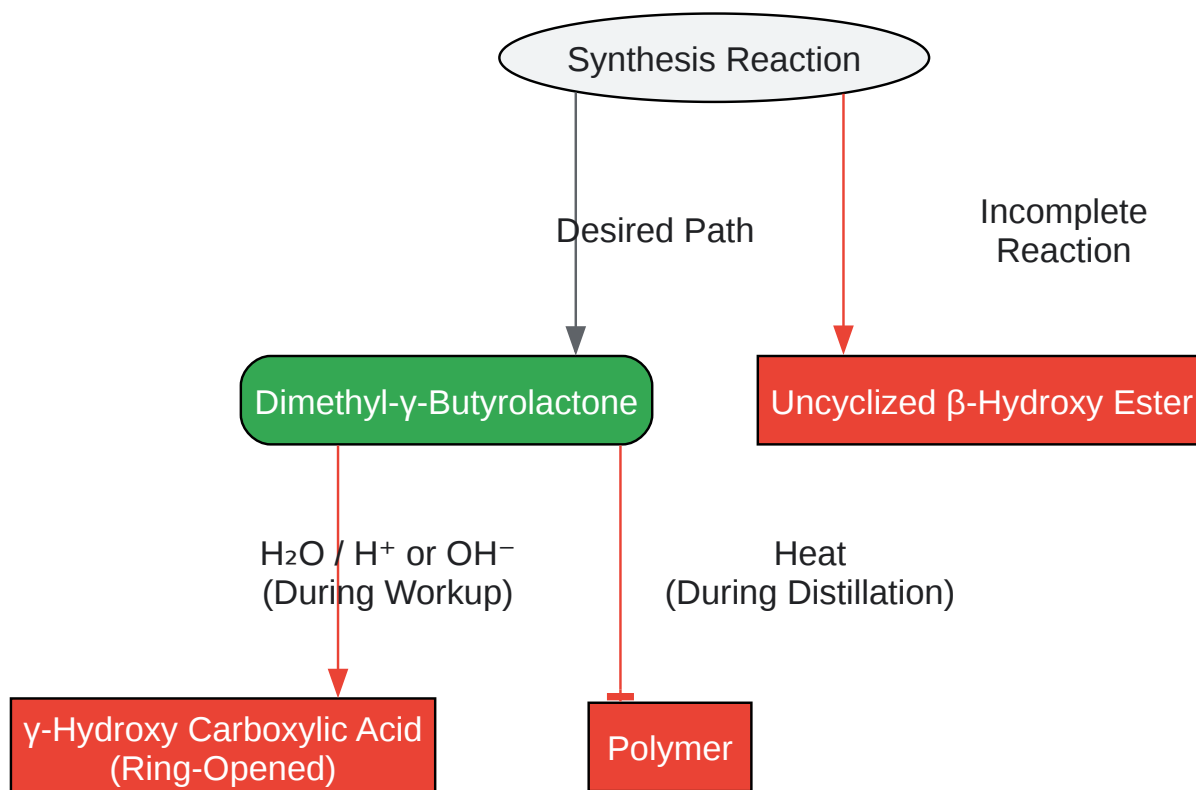 Synthesis Reaction
Desired Path
Incomplete
Reaction
Dimethyl-γ-Butyrolactone
Uncyclized β-Hydroxy Ester
H₂O / H⁺ or OH⁻
(During Workup)
Heat
(During Distillation)
γ-Hydroxy Carboxylic Acid
(Ring-Opened)
Polymer